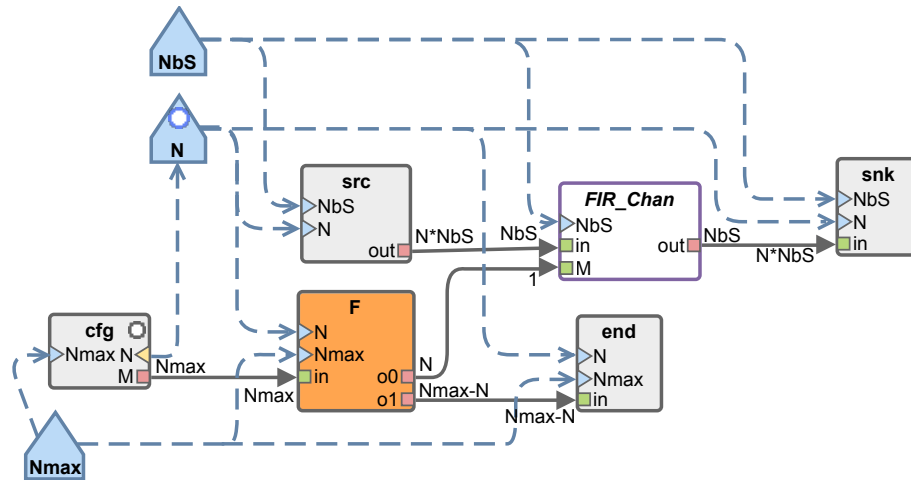 NbS
N
src
NbS
N
out
N*NbS
NbS
FIR_Chan
NbS
in
M
out
1
NbS
N*NbS
snk
NbS
N
in
cfg
Nmax N
M
Nmax
Nmax
F
N
Nmax
in
o0
o1
N
Nmax-N
Nmax-N
end
N
Nmax
in
Nmax